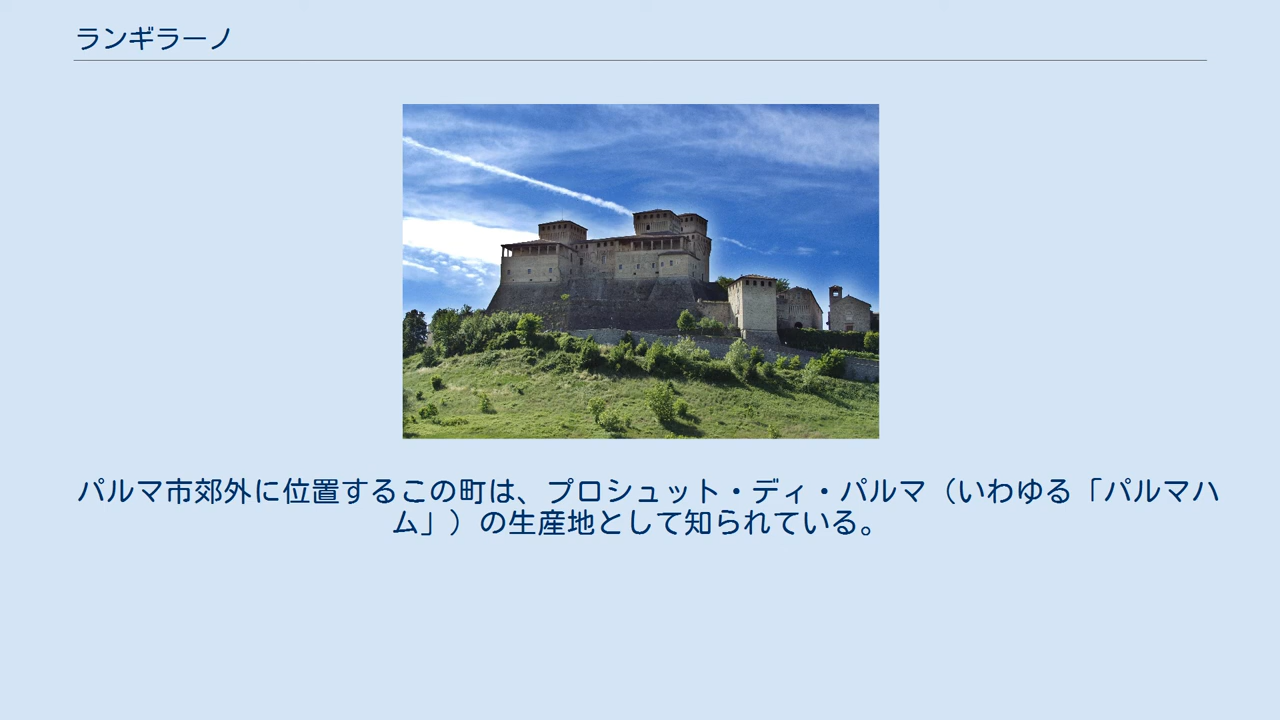 ランギラーノ
パルマ市郊外に位置するこの町は、プロシュット・ディ・パルマ（いわゆる「パルマハ
ム」）の生産地として知られている。